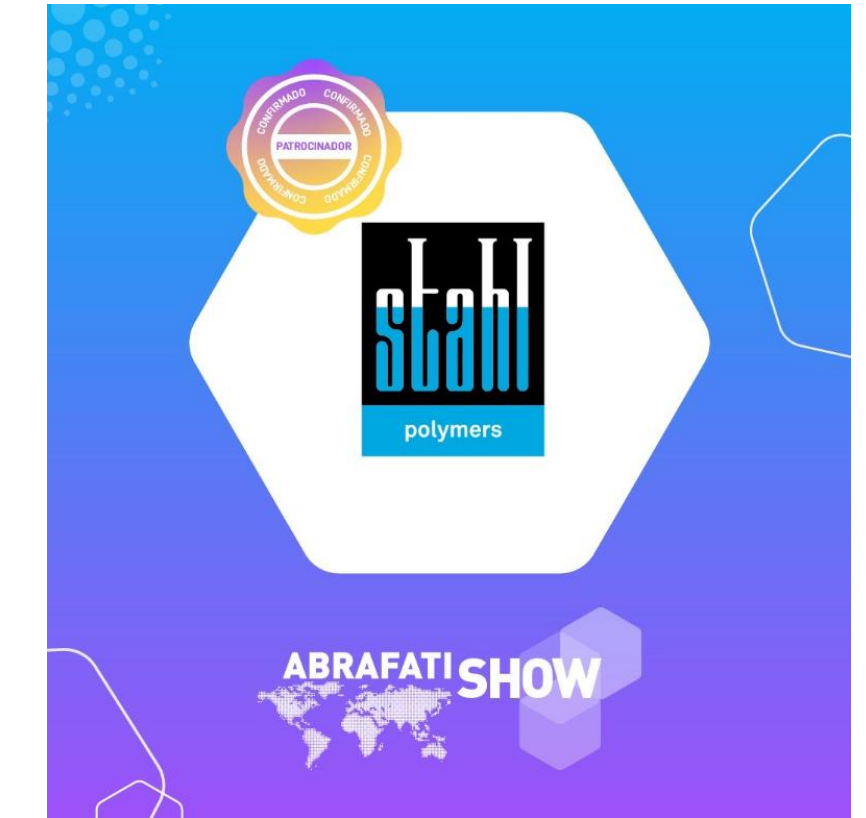 CONFIRMADO CONFIRMADO
PATROCINADOR
CONFIRMADO CONFIRMADO
stahl
polymers
ABRAFATI SHOW